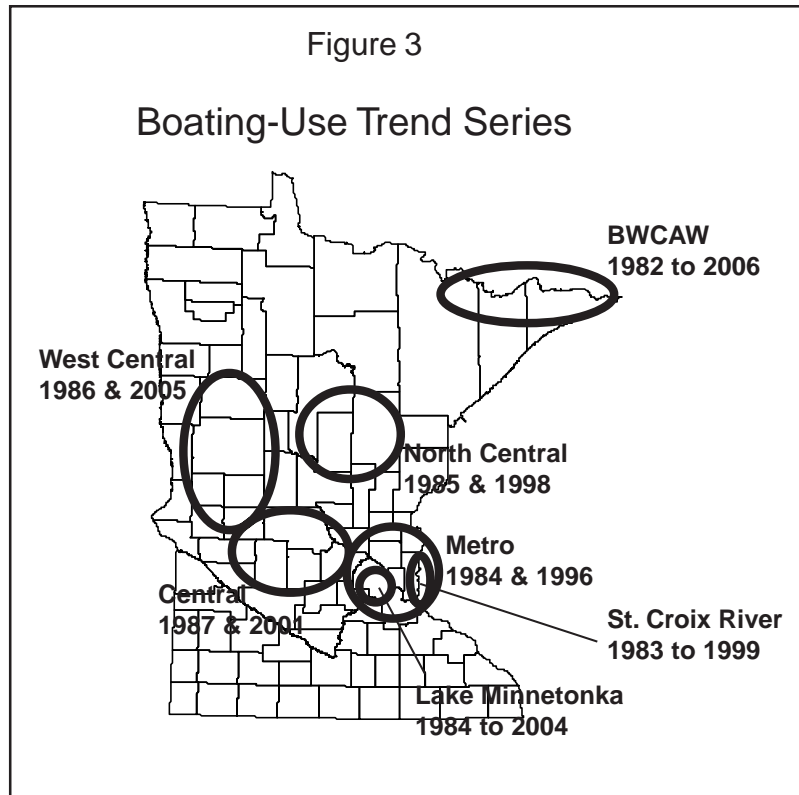 Figure 3
Boating-Use Trend Series
BWCAW
1982 to 2006
West Central
1986 & 2005
North Central
1985 & 1998
Metro
1984 & 1996
Central
1987 & 2001
St. Croix River
1983 to 1999
Lake Minnetonka
1984 to 2004